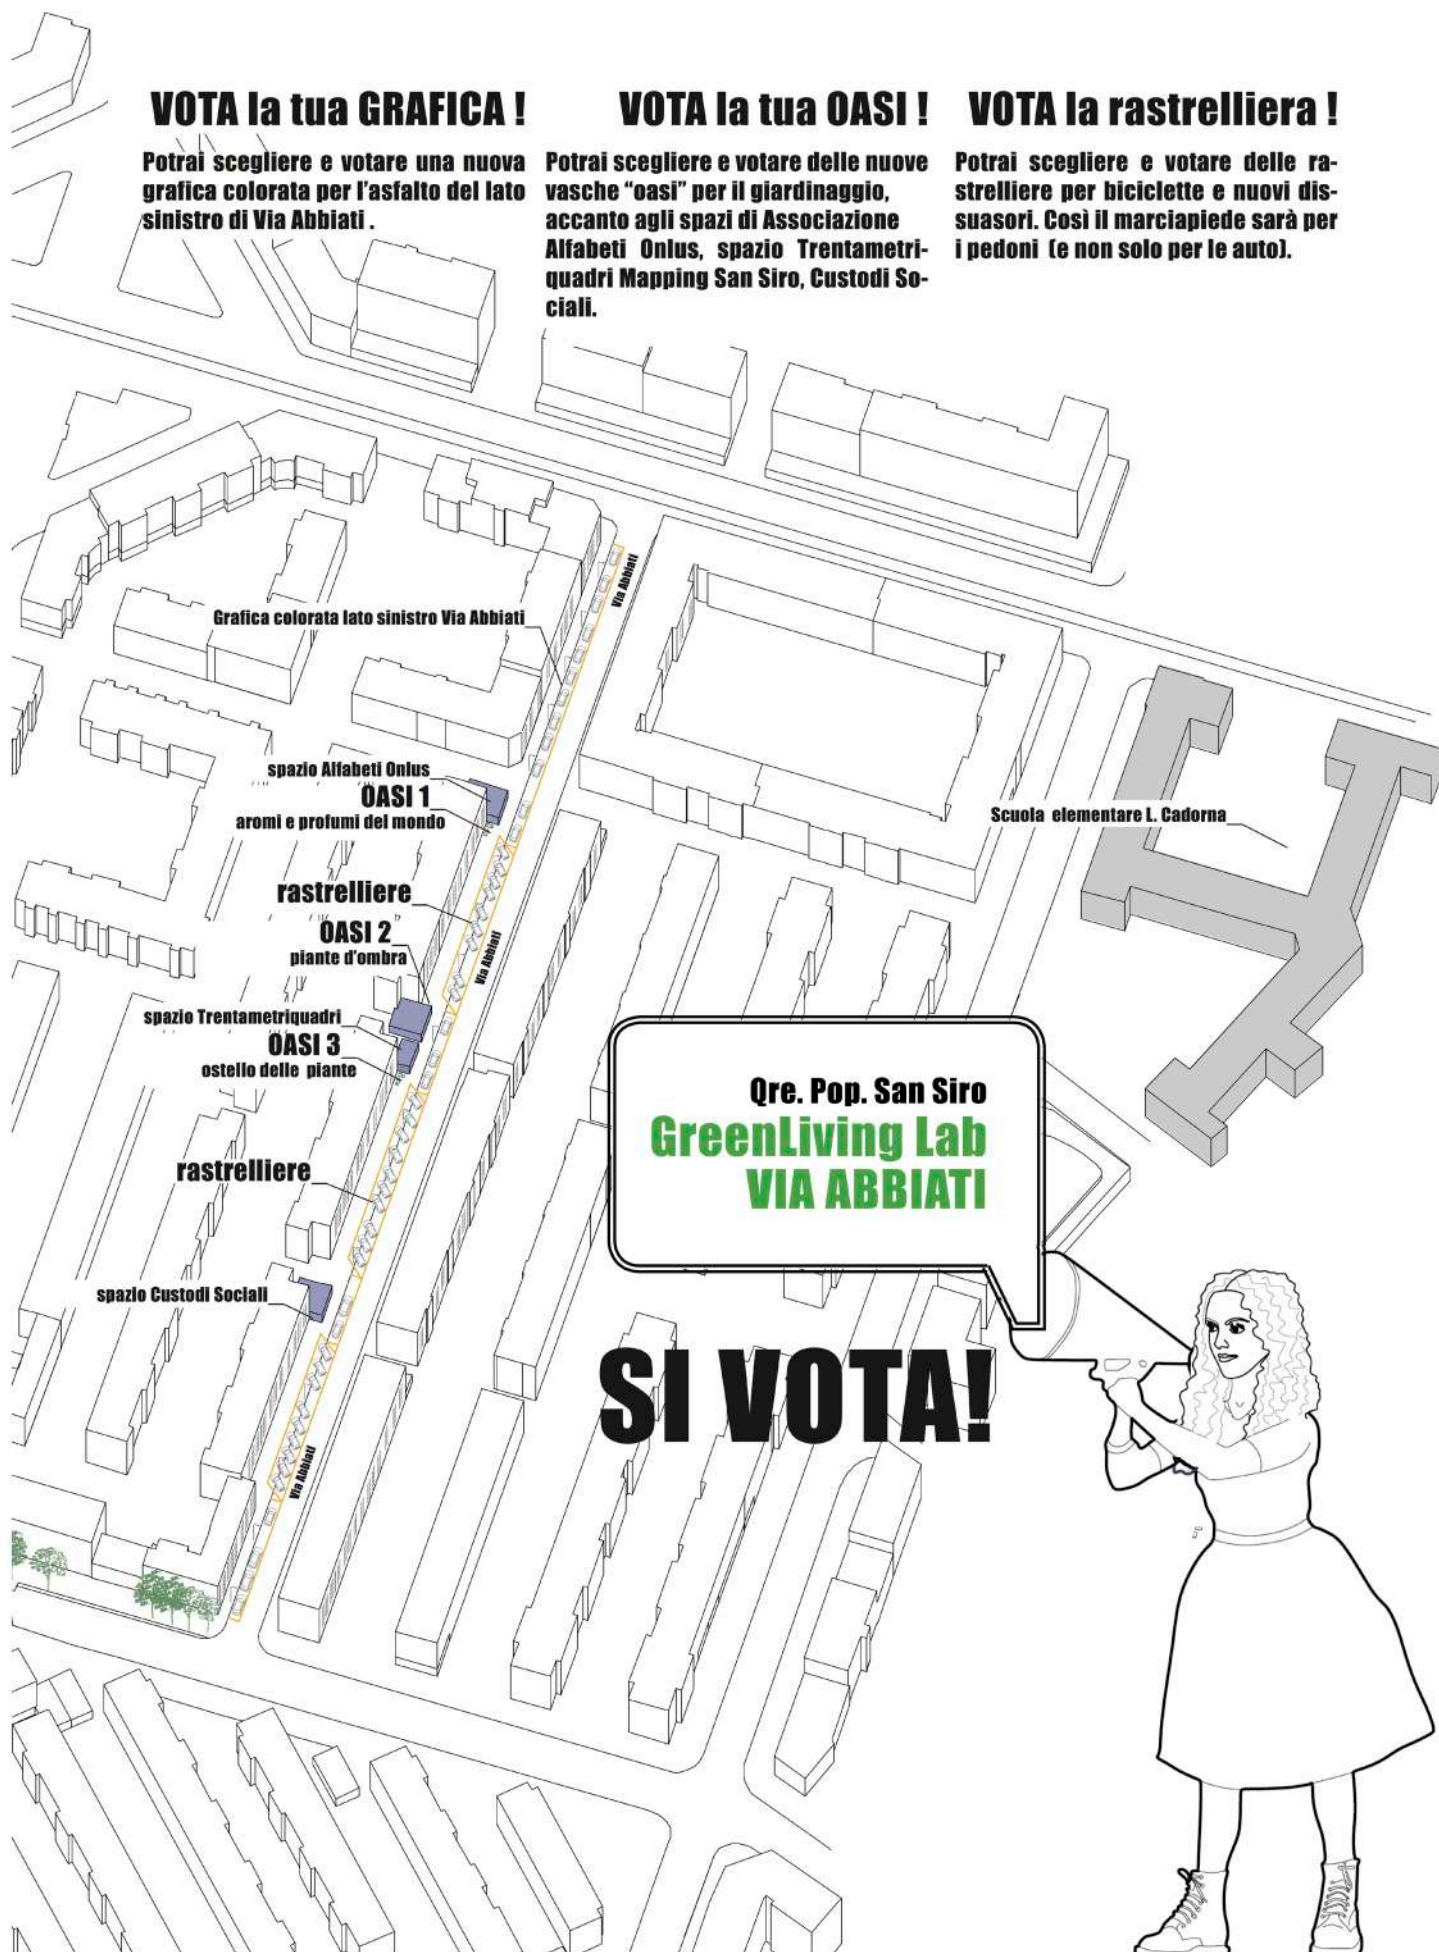 VOTA la tua GRAFICA !
Potrai scegliere e votare una nuova
grafica colorata per l'asfalto del lato
sinistro di Via Abbiati .
VOTA la tua OASI !
Potrai scegliere e votare delle nuove
vasche “oasi” per il giardinaggio,
accanto agli spazi di Associazione
Alfabeti Onlus, spazio Trentametri-
quadri Mapping San Siro, Custodi So-
ciali.
VOTA la rastrelliera !
Potrai scegliere e votare delle ra-
strelliere per biciclette e nuovi dis-
suasori. Così il marciapiede sarà per
i pedoni (e non solo per le auto).
Via Abbiati
Grafica colorata lato sinistro Via Abbiati
spazio Alfabeti Onlus
OASI 1
aromi e profumi del mondo
Scuola elementare L. Cadorna
rastrelliere
OASI 2
piante d'ombra
Via Abbiati
spazio Trentametriquadri
OASI 3
ostello delle piante
rastrelliere
spazio Custodi Sociali
Via Abbiati
Qre. Pop. San Siro
GreenLiving Lab
VIA ABBIATI
SI VOTA!